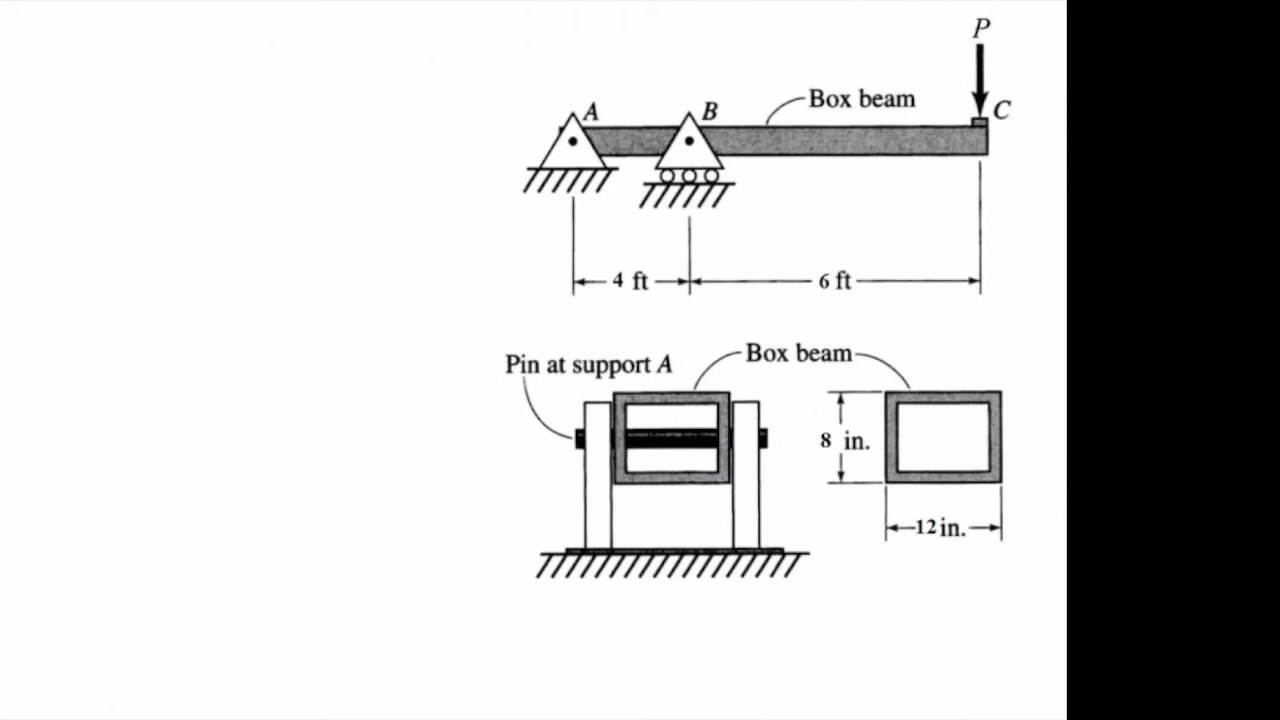 P
A
B
Box beam
C
4 ft
6 ft
Pin at support A
Box beam
8 in.
12 in.